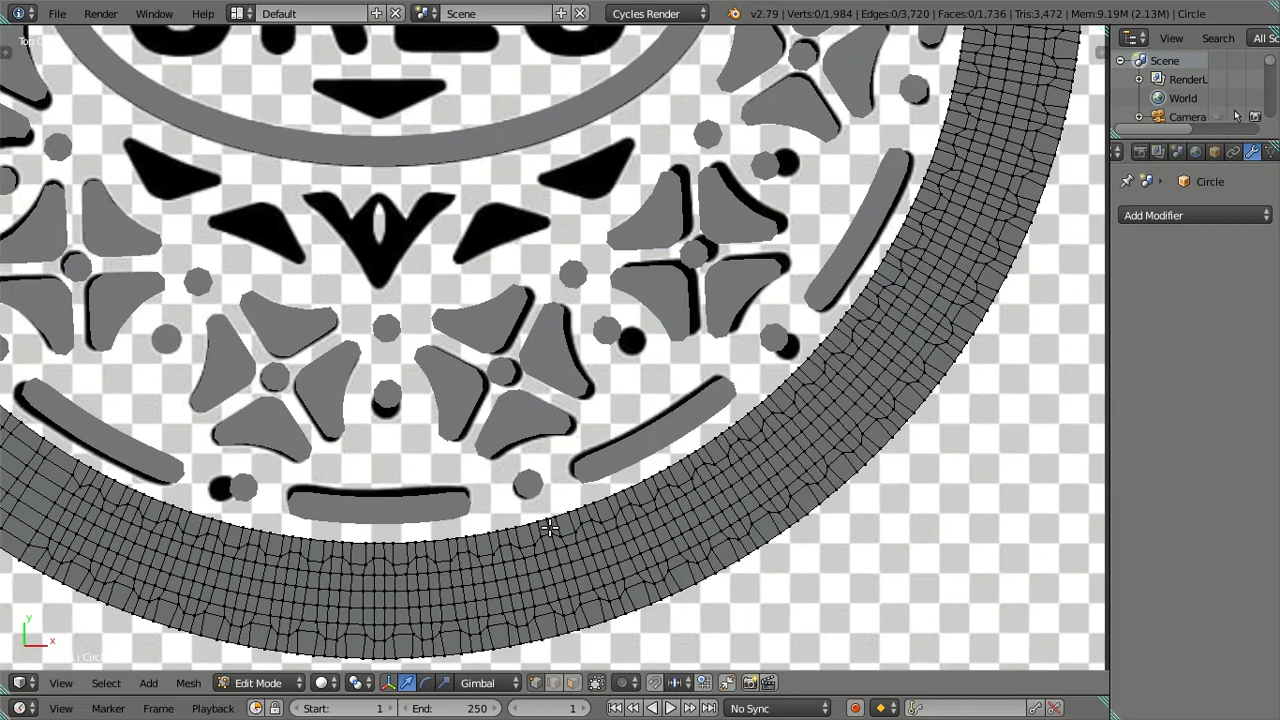 File Render Window Help Default Scene Cycles Render v2.79 | Verts:0/1,984 | Edges:0/3,720 | Faces:0/1,736 | Tris:3,472 | Mem:9.19M (2.13M) | Circle
View Search All Sc
Scene
RenderL
World
Camera
Circle
Add Modifier
y
x
View Select Add Mesh Edit Mode Gimbal
View Marker Frame Playback Start: 1 End: 250 1 No Sync